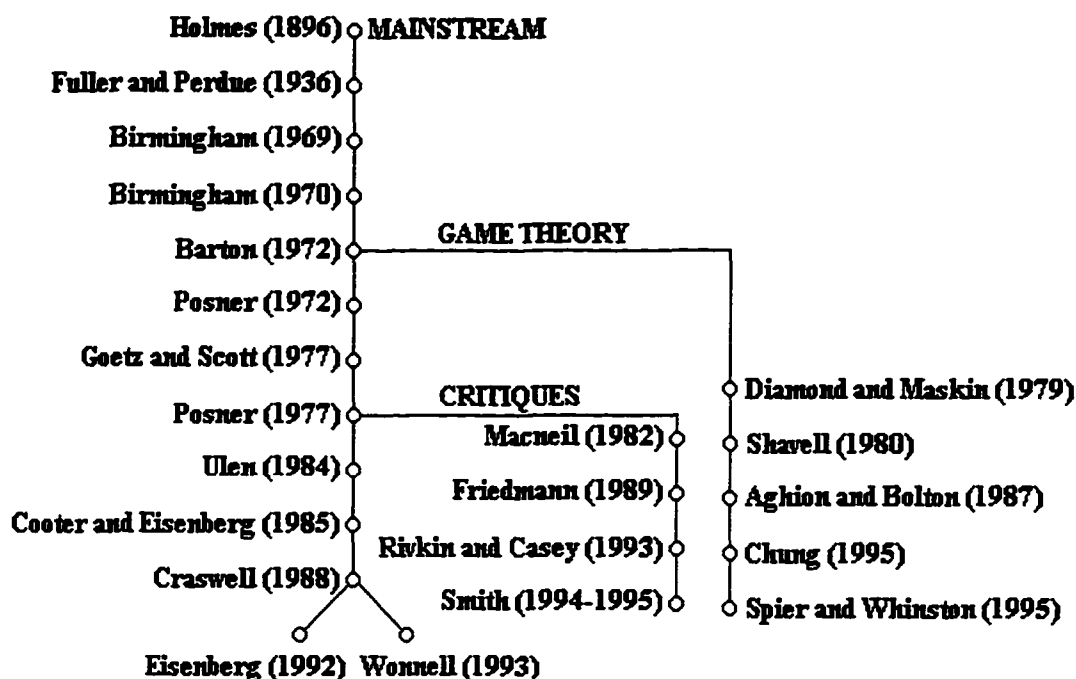 Holmes (1896) MAINSTREAM
Fuller and Perdue (1936)
Birmingham (1969)
Birmingham (1970)
GAME THEORY
Barton (1972)
Posner (1972)
Goetz and Scott (1977)
CRITIQUES
Diamond and Maskin (1979)
Posner (1977)
Macneil (1982)
Shavell (1980)
Ulen (1984)
Friedmann (1989)
Aghion and Bolton (1987)
Cooter and Eisenberg (1985)
Rivkin and Casey (1993)
Chung (1995)
Craswell (1988)
Smith (1994-1995)
Spier and Whinston (1995)
Eisenberg (1992) Wonnell (1993)